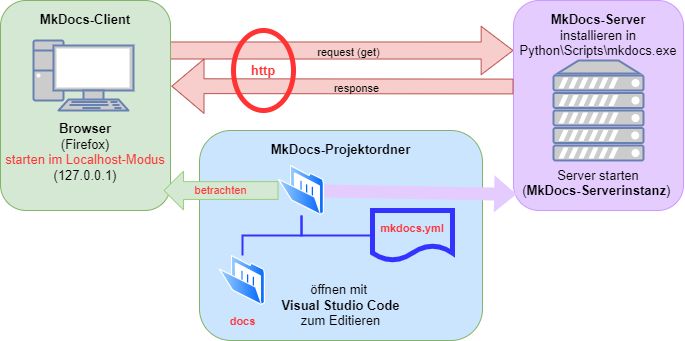 MkDocs-Client
Browser
(Firefox)
starten im Localhost-Modus
(127.0.0.1)
request (get)
http
response
MkDocs-Server
installieren in
Python\Scripts\mkdocs.exe
Server starten
(MkDocs-Serverinstanz)
MkDocs-Projektordner
betrachten
mkdocs.yml
docs
öffnen mit
Visual Studio Code
zum Editieren